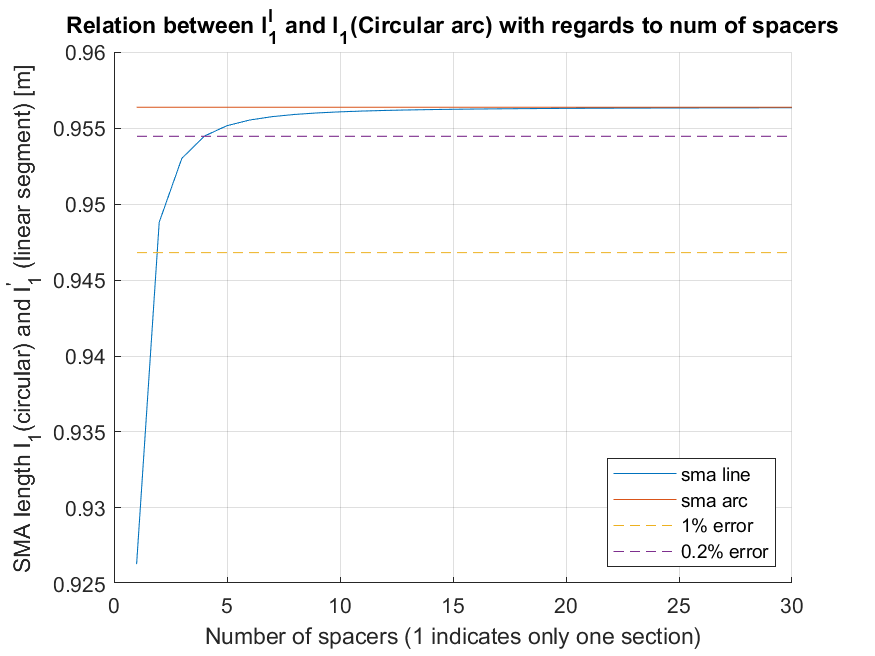 Relation between l₁ᴵ and l₁(Circular arc) with regards to num of spacers
SMA length l₁(circular) and l₁' (linear segment) [m]
0.96
0.955
0.95
0.945
0.94
0.935
0.93
0.925
0
5
10
15
20
25
30
Number of spacers (1 indicates only one section)
sma line
sma arc
1% error
0.2% error